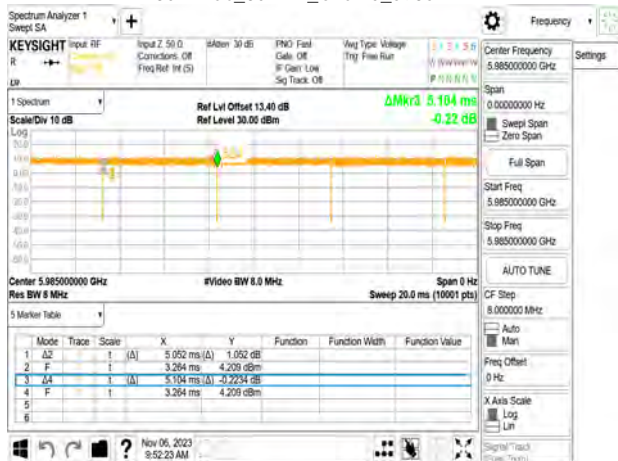 Spectrum Analyzer 1
Swept SA
+
Frequency
KEYSIGHT
Input: RF
Input Z: 50 Ω
#Atten: 30 dB
PNO: Fast
Avg Type: Voltage
R
Corrections: Off
Gate: Off
Trig: Free Run
Freq Ref: Int (S)
IF Gain: Low
Sig Track: Off
Center Frequency
5.985000000 GHz
Settings
Span
0.00000000 Hz
Swept Span
Zero Span
Full Span
Start Freq
5.985000000 GHz
Stop Freq
5.985000000 GHz
AUTO TUNE
CF Step
8.000000 MHz
Auto
Man
Freq Offset
0 Hz
X Axis Scale
Log
Lin
Signal Track
1 Spectrum
Scale/Div 10 dB
Ref Lvl Offset 13.40 dB
Ref Level 30.00 dBm
ΔMkr3 5.104 ms
-0.22 dB
Log
Center 5.985000000 GHz
#Video BW 8.0 MHz
Span 0 Hz
Res BW 8 MHz
Sweep 20.0 ms (10001 pts)
5 Marker Table
Mode Trace Scale X Y Function Function Width Function Value
1 Δ2 t (Δ) 5.052 ms (Δ) 1.052 dB
2 F t 3.264 ms 4.209 dBm
3 Δ4 t (Δ) 5.104 ms (Δ) -0.2234 dB
4 F t 3.264 ms 4.209 dBm
5
6
?
Nov 06, 2023
9:52:23 AM